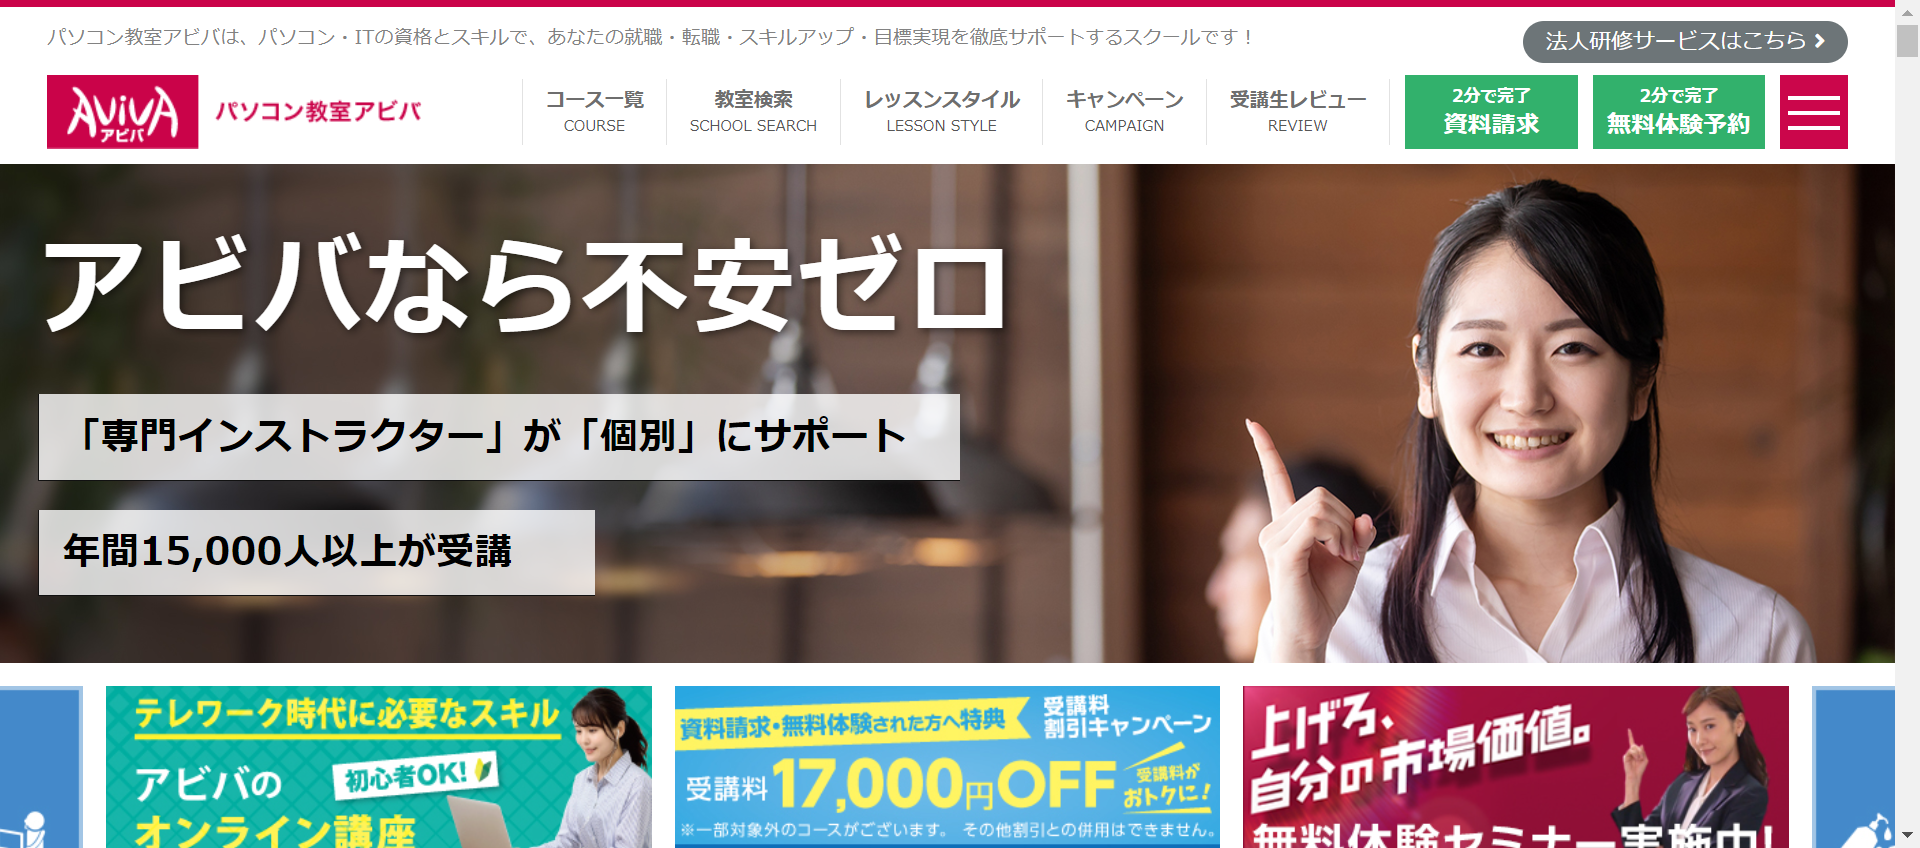 パソコン教室アビバは、パソコン・ITの資格とスキルで、あなたの就職・転職・スキルアップ・目標実現を徹底サポートするスクールです！
法人研修サービスはこちら
AViVA
アビバ
パソコン教室アビバ
コース一覧
COURSE
教室検索
SCHOOL SEARCH
レッスンスタイル
LESSON STYLE
キャンペーン
CAMPAIGN
受講生レビュー
REVIEW
2分で完了
資料請求
2分で完了
無料体験予約
アビバなら不安ゼロ
「専門インストラクター」が「個別」にサポート
年間15,000人以上が受講
テレワーク時代に必要なスキル
アビバの
初心者OK!
オンライン講座
資料請求・無料体験された方へ特典
受講料
割引キャンペーン
受講料17,000円OFF
受講料が
おトクに！
※一部対象外のコースがございます。 その他割引との併用はできません。
上げろ、
自分の市場価値。
無料体験セミナー実施中!